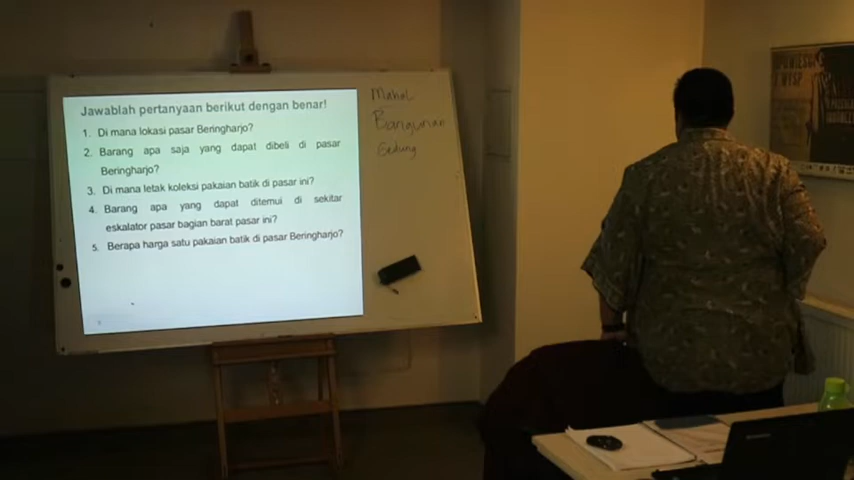 Jawablah pertanyaan berikut dengan benar!
1. Di mana lokasi pasar Beringharjo?
2. Barang apa saja yang dapat dibeli di pasar
Beringharjo?
3. Di mana letak koleksi pakaian batik di pasar ini?
4. Barang apa yang dapat ditemui di sekitar
eskalator pasar bagian barat pasar ini?
5. Berapa harga satu pakaian batik di pasar Beringharjo?
Mahal
Bangunan
Gedung